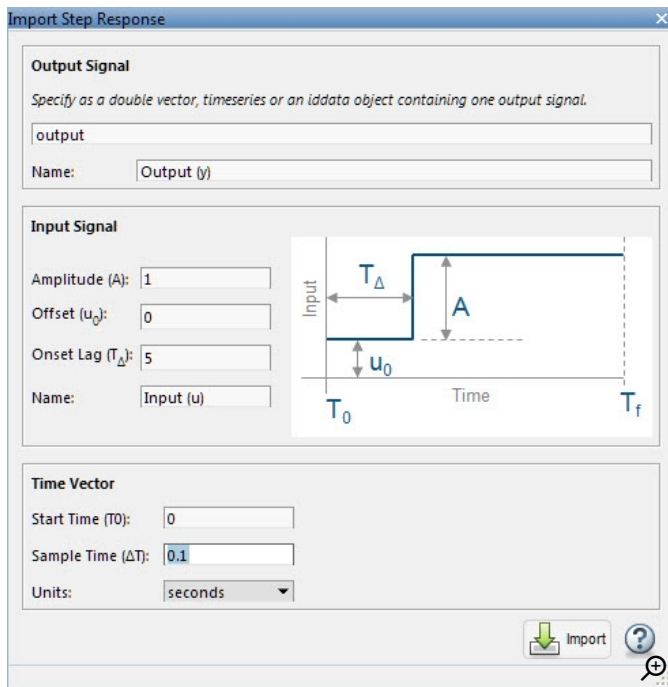 Import Step Response
Output Signal
Specify as a double vector, timeseries or an iddata object containing one output signal.
output
Name: Output (y)
Input Signal
Amplitude (A): 1
Offset (u0): 0
Onset Lag (TΔ): 5
Name: Input (u)
Input
TΔ
A
u0
Time
T0
Tf
Time Vector
Start Time (T0): 0
Sample Time (ΔT): 0.1
Units: seconds
Import